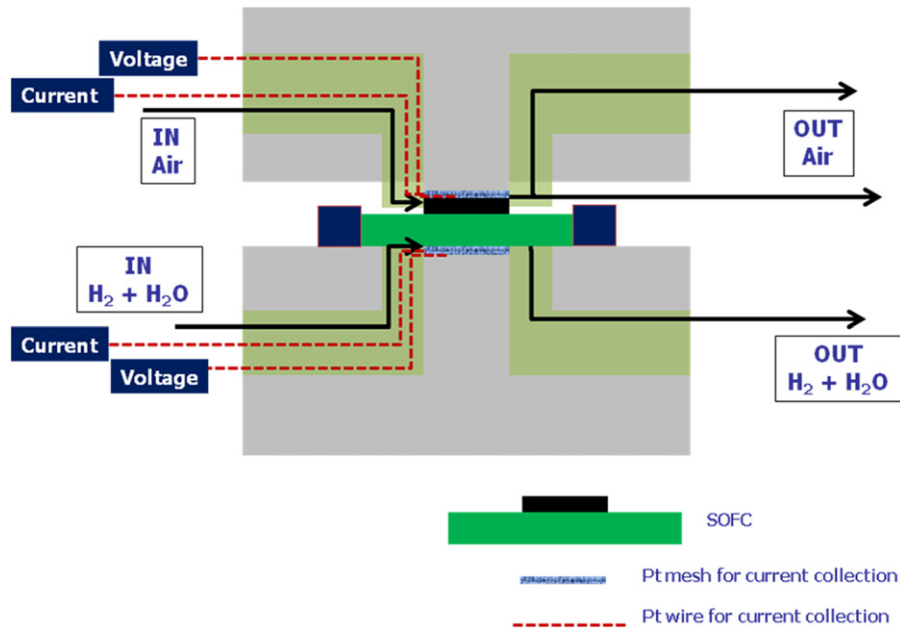 Voltage
Current
IN
Air
OUT
Air
IN
H₂ + H₂O
Current
Voltage
OUT
H₂ + H₂O
SOFC
Pt mesh for current collection
Pt wire for current collection